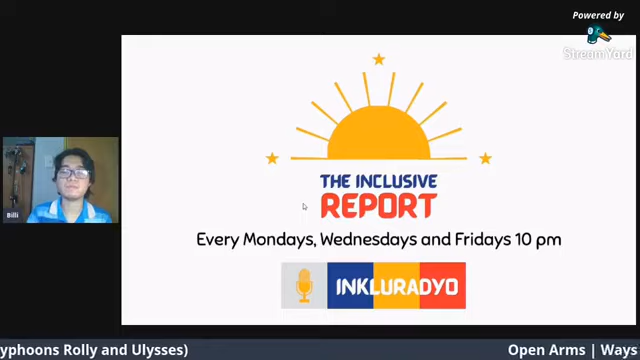 Powered by
StreamYard
THE INCLUSIVE
REPORT
Every Mondays, Wednesdays and Fridays 10 pm
INKLURADYO
Billi
yphoons Rolly and Ulysses)
Open Arms | Ways